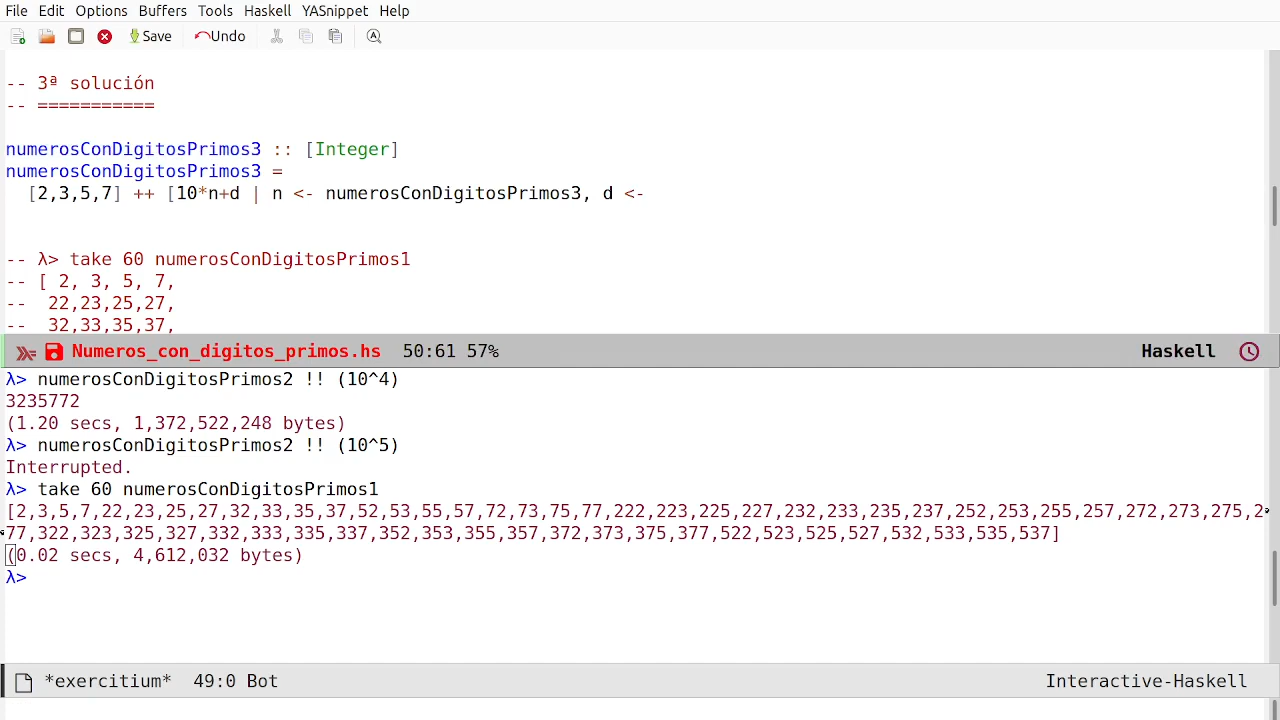 File Edit Options Buffers Tools Haskell YASnippet Help
Save Undo
-- 3ª solución
-- ===========
numerosConDigitosPrimos3 :: [Integer]
numerosConDigitosPrimos3 =
  [2,3,5,7] ++ [10*n+d | n <- numerosConDigitosPrimos3, d <-
-- λ> take 60 numerosConDigitosPrimos1
-- [ 2, 3, 5, 7,
--  22,23,25,27,
--  32,33,35,37,
Numeros_con_digitos_primos.hs 50:61 57% Haskell
λ> numerosConDigitosPrimos2 !! (10^4)
3235772
(1.20 secs, 1,372,522,248 bytes)
λ> numerosConDigitosPrimos2 !! (10^5)
Interrupted.
λ> take 60 numerosConDigitosPrimos1
[2,3,5,7,22,23,25,27,32,33,35,37,52,53,55,57,72,73,75,77,222,223,225,227,232,233,235,237,252,253,255,257,272,273,275,2
77,322,323,325,327,332,333,335,337,352,353,355,357,372,373,375,377,522,523,525,527,532,533,535,537]
(0.02 secs, 4,612,032 bytes)
λ>
*exercitium* 49:0 Bot Interactive-Haskell